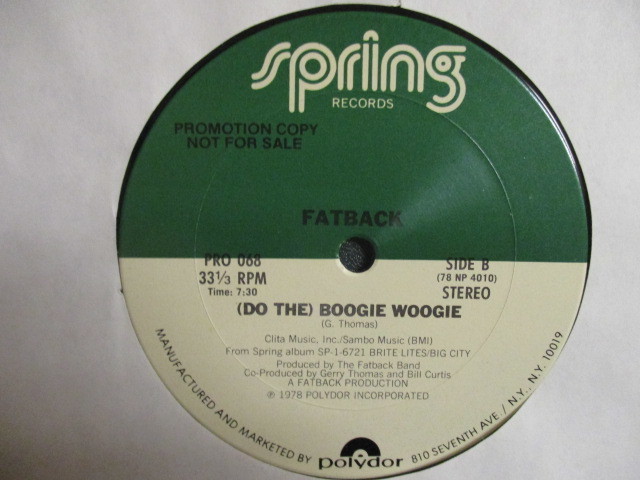 spring
RECORDS
PROMOTION COPY
NOT FOR SALE
FATBACK
PRO 068
33⅓ RPM
Time: 7:30
SIDE B
(78 NP 4010)
STEREO
(DO THE) BOOGIE WOOGIE
(G. Thomas)
Clita Music, Inc./Sambo Music (BMI)
From Spring album SP-1-6721 BRITE LITES/BIG CITY
Produced by The Fatback Band
Co-Produced by Gerry Thomas and Bill Curtis
A FATBACK PRODUCTION
℗ 1978 POLYDOR INCORPORATED
MANUFACTURED AND MARKETED BY polydor 810 SEVENTH AVE./ N.Y., N.Y. 10019